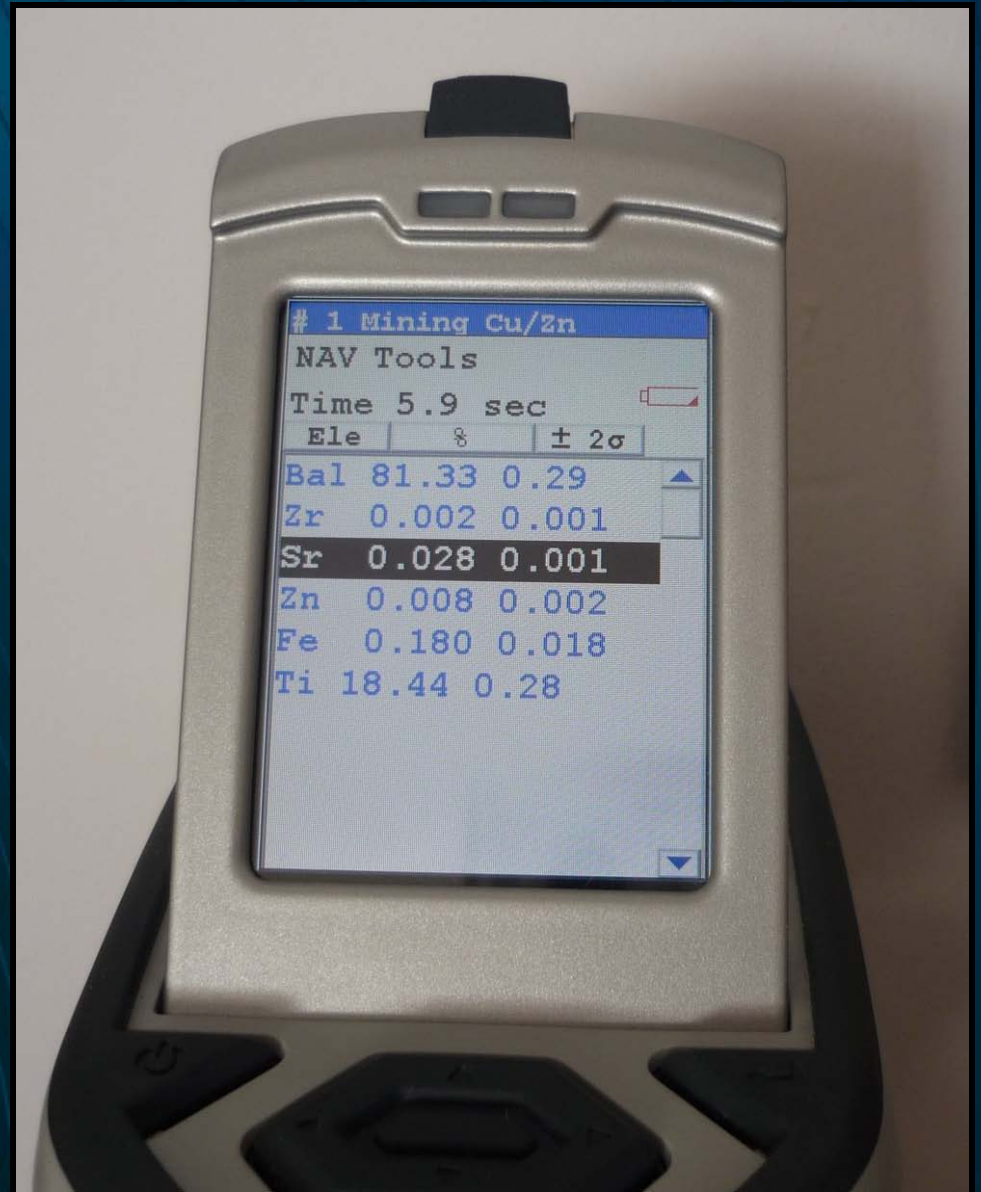 # 1 Mining Cu/Zn
NAV Tools
Time 5.9 sec
Ele % ± 2σ
Bal 81.33 0.29
Zr 0.002 0.001
Sr 0.028 0.001
Zn 0.008 0.002
Fe 0.180 0.018
Ti 18.44 0.28